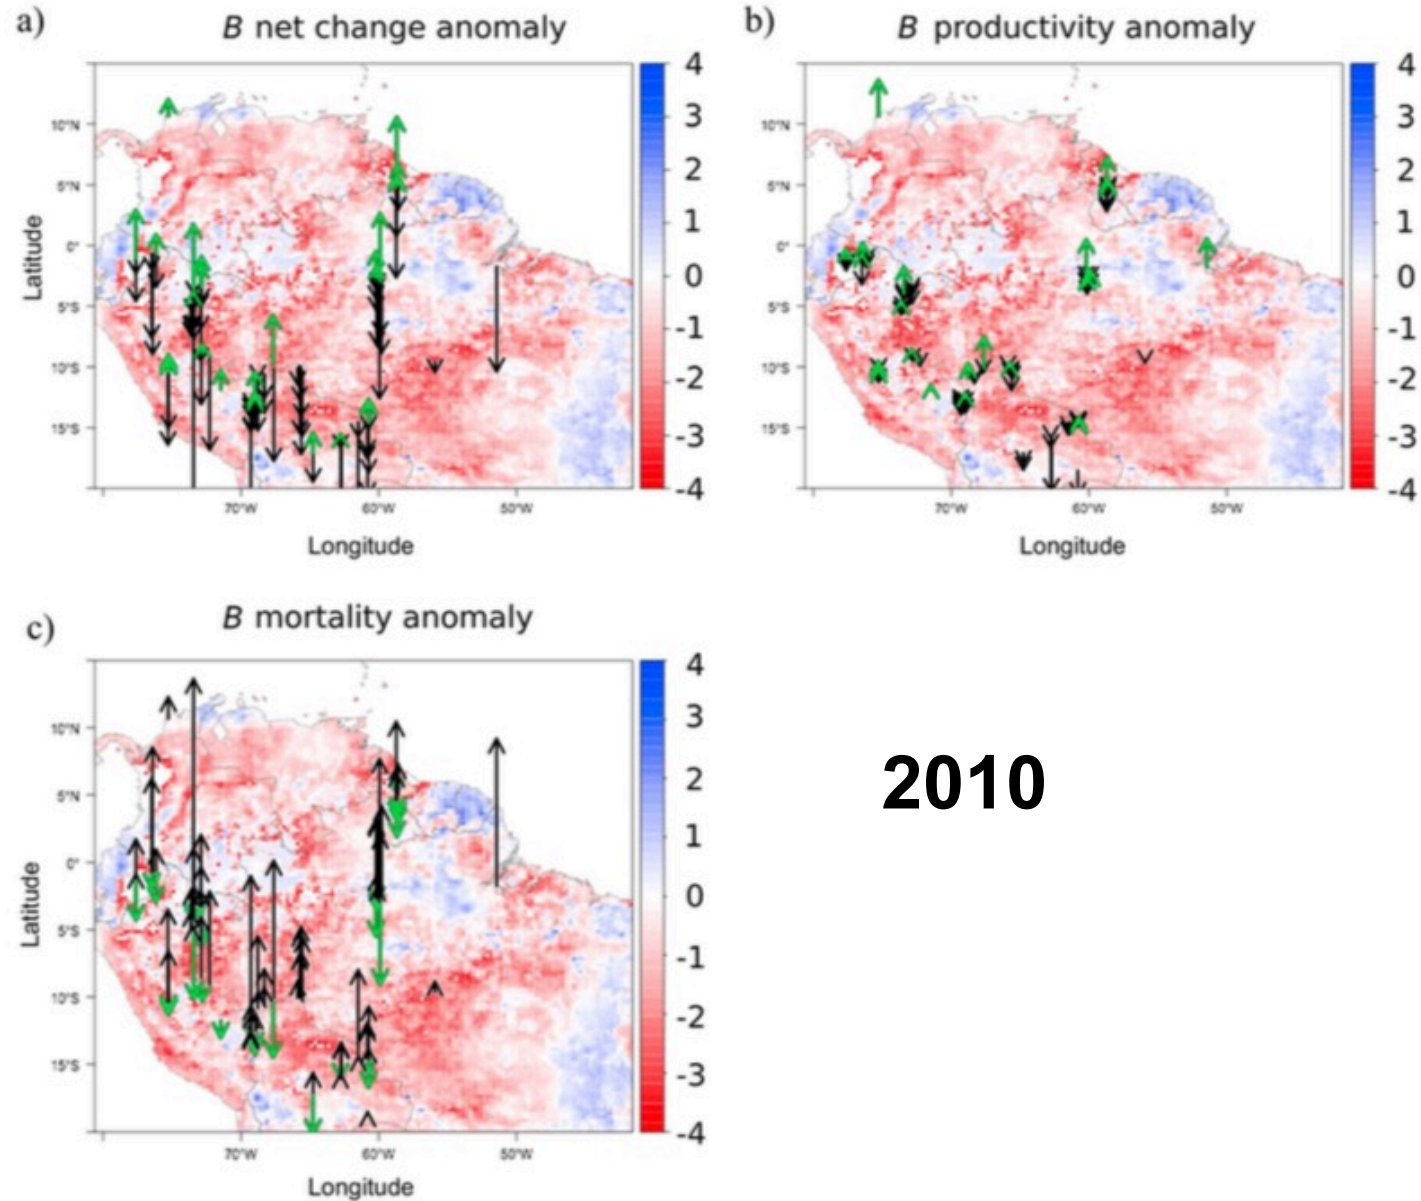 a)
B net change anomaly
4
3
2
1
0
-1
-2
-3
-4
10°N
5°N
0°
5°S
10°S
15°S
Latitude
70°W 60°W 50°W
Longitude
b)
B productivity anomaly
4
3
2
1
0
-1
-2
-3
-4
10°N
5°N
0°
5°S
10°S
15°S
70°W 60°W 50°W
Longitude
c)
B mortality anomaly
4
3
2
1
0
-1
-2
-3
-4
10°N
5°N
0°
5°S
10°S
15°S
Latitude
70°W 60°W 50°W
Longitude
2010